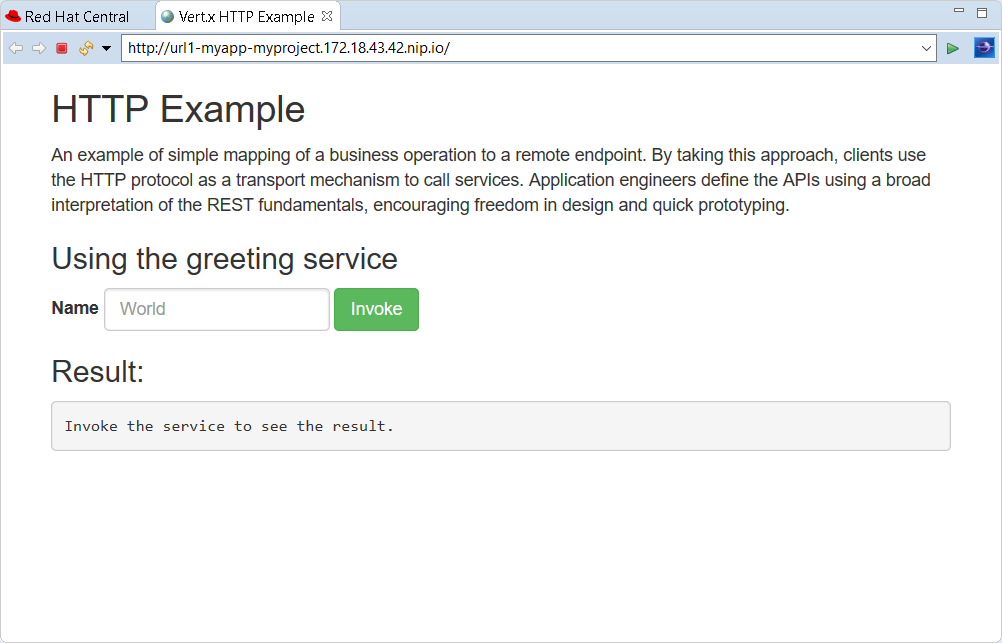 Red Hat Central
Vert.x HTTP Example
http://url1-myapp-myproject.172.18.43.42.nip.io/
HTTP Example
An example of simple mapping of a business operation to a remote endpoint. By taking this approach, clients use
the HTTP protocol as a transport mechanism to call services. Application engineers define the APIs using a broad
interpretation of the REST fundamentals, encouraging freedom in design and quick prototyping.
Using the greeting service
Name World Invoke
Result:
Invoke the service to see the result.